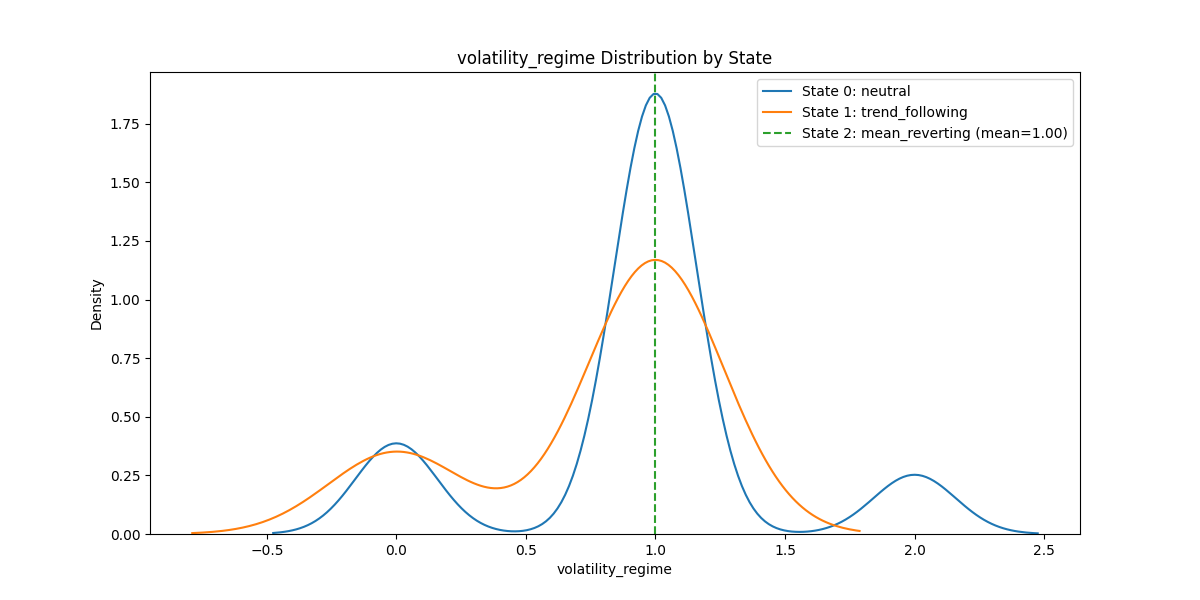 volatility_regime Distribution by State
State 0: neutral
State 1: trend_following
State 2: mean_reverting (mean=1.00)
Density
1.75
1.50
1.25
1.00
0.75
0.50
0.25
0.00
−0.5 0.0 0.5 1.0 1.5 2.0 2.5
volatility_regime